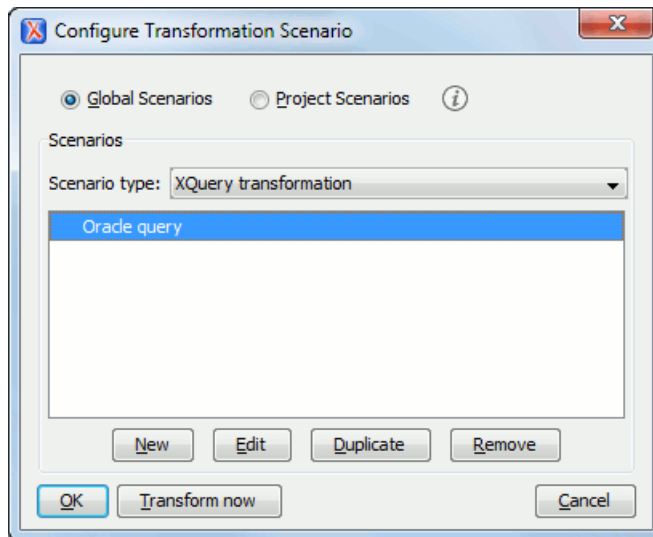 Configure Transformation Scenario
Global Scenarios Project Scenarios i
Scenarios
Scenario type: XQuery transformation
Oracle query
New Edit Duplicate Remove
OK Transform now Cancel